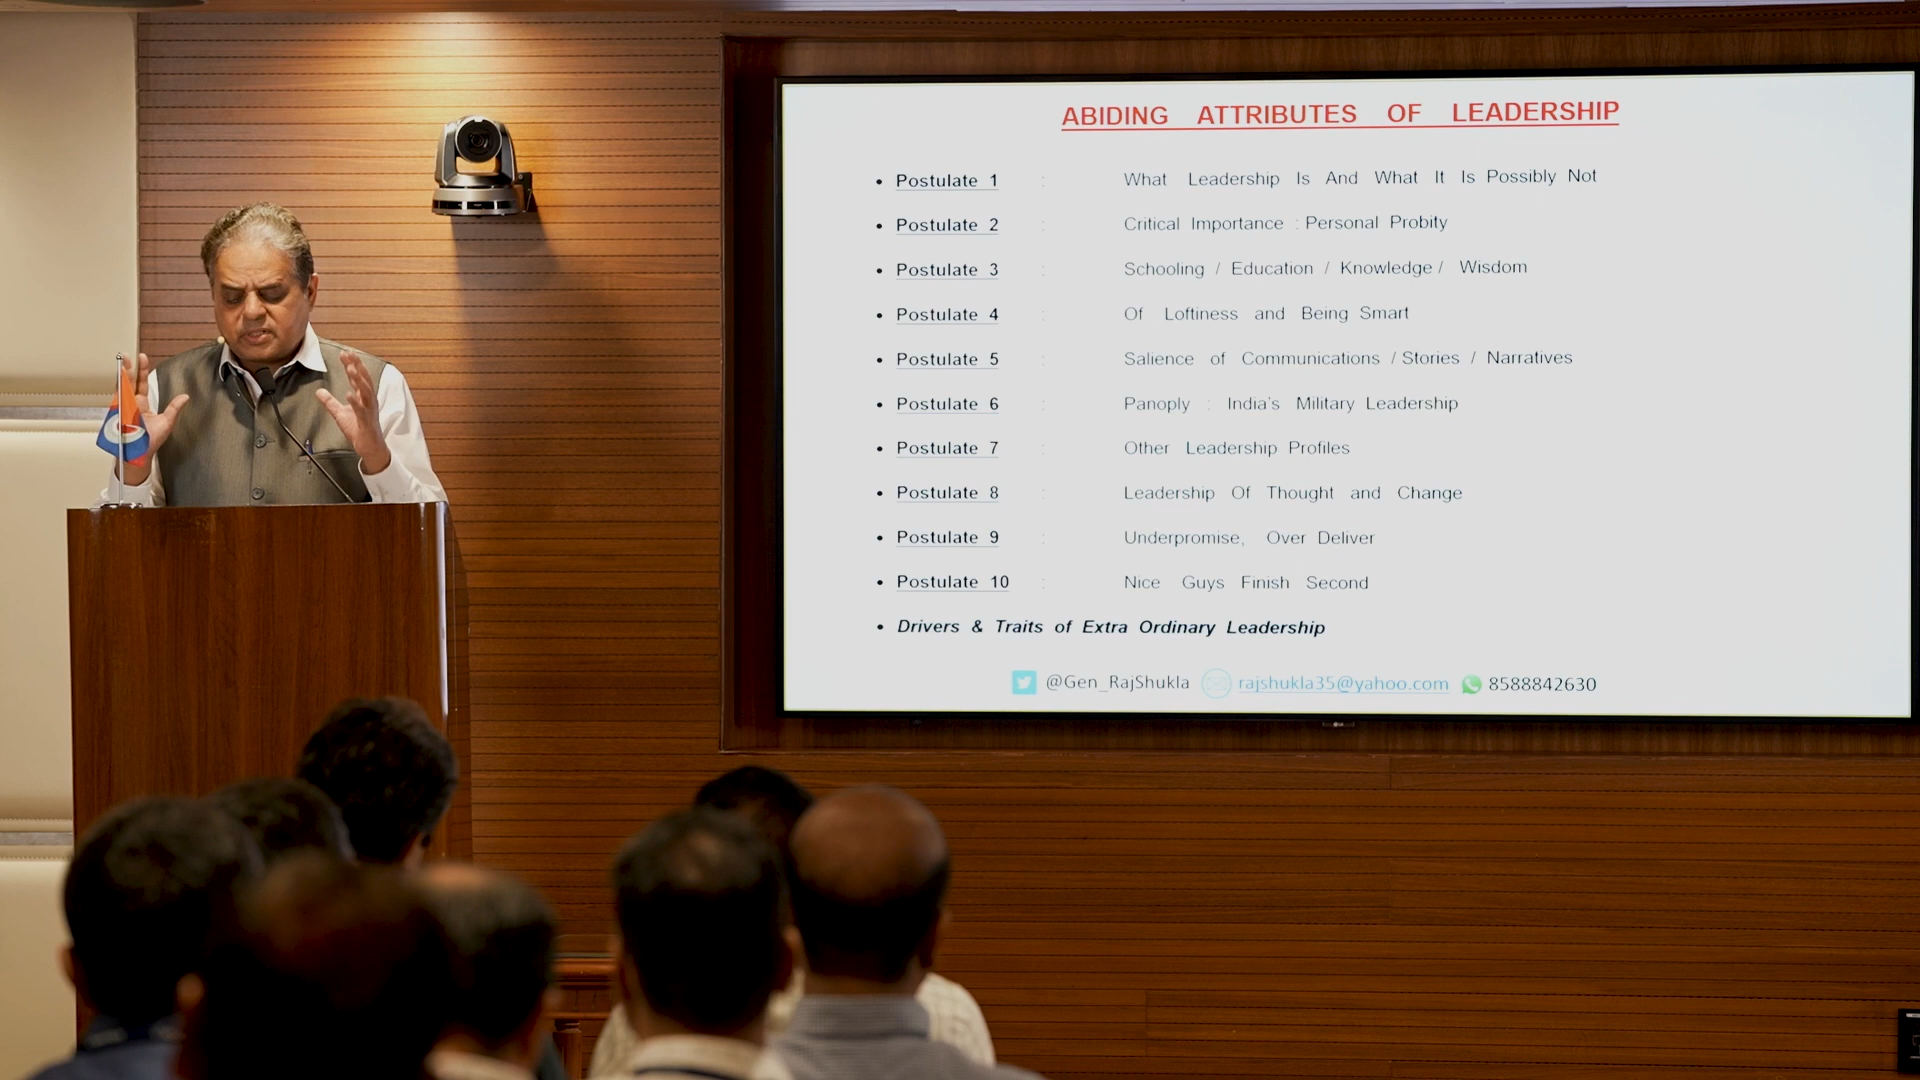 ABIDING ATTRIBUTES OF LEADERSHIP
• Postulate 1 : What Leadership Is And What It Is Possibly Not
• Postulate 2 : Critical Importance : Personal Probity
• Postulate 3 : Schooling / Education / Knowledge / Wisdom
• Postulate 4 : Of Loftiness and Being Smart
• Postulate 5 : Salience of Communications / Stories / Narratives
• Postulate 6 : Panoply : India's Military Leadership
• Postulate 7 : Other Leadership Profiles
• Postulate 8 : Leadership Of Thought and Change
• Postulate 9 : Underpromise, Over Deliver
• Postulate 10 : Nice Guys Finish Second
• Drivers & Traits of Extra Ordinary Leadership
@Gen_RajShukla rajshukla35@yahoo.com 8588842630